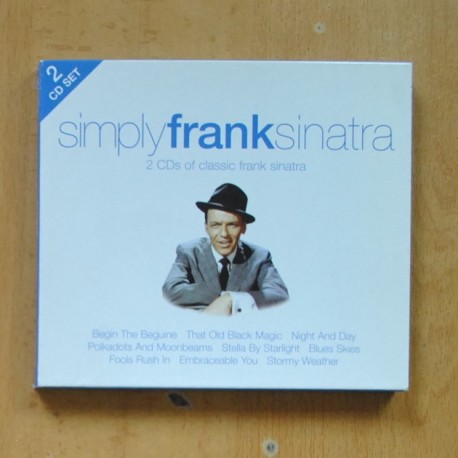 2
CD SET
simplyfranksinatra
2 CDs of classic frank sinatra
Begin The Beguine That Old Black Magic Night And Day
Polkadots And Moonbeams Stella By Starlight Blues Skies
Fools Rush In Embraceable You Stormy Weather